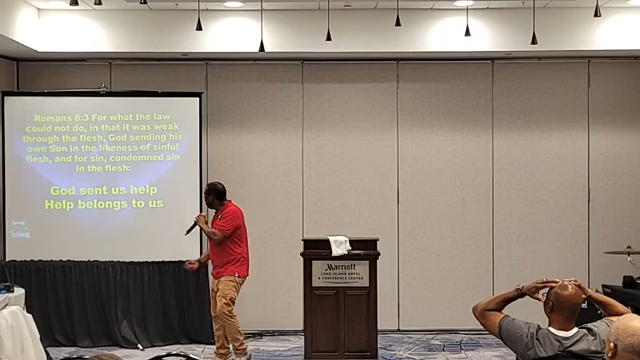 Romans 8:3 For what the law
could not do, in that it was weak
through the flesh, God sending his
own Son in the likeness of sinful
flesh, and for sin, condemned sin
in the flesh:
God sent us help
Help belongs to us
Marriott
LONG ISLAND HOTEL
& CONFERENCE CENTER